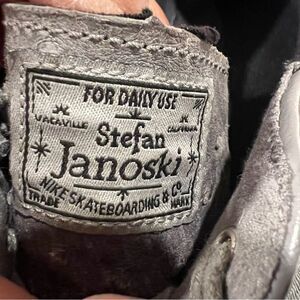 FOR DAILY USE
VACAVILLE CALIFORNIA
Stefan
Janoski
NIKE SKATEBOARDING & CO
TRADE MARK